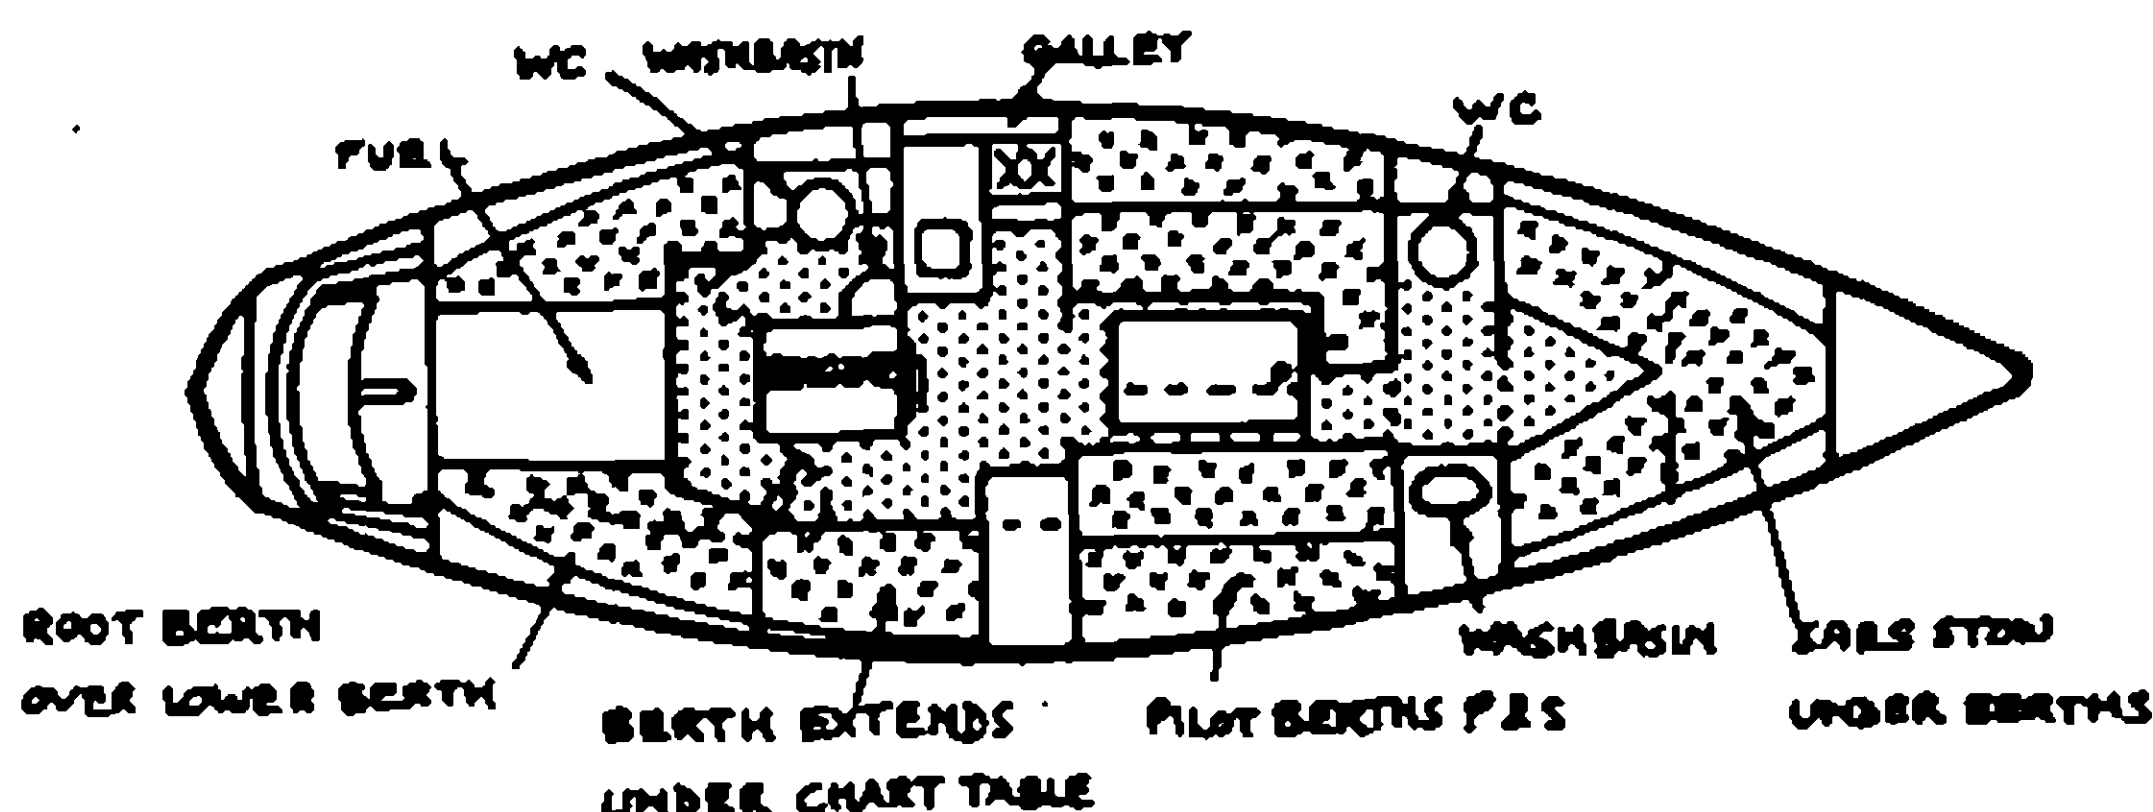 WC
WASHBASIN
GALLEY
WC
FUEL
ROOT BERTH
OVER LOWER BERTH
BERTH EXTENDS
UNDER CHART TABLE
PILOT BERTHS P & S
WASHBASIN
SAILS STOW
UNDER BERTHS